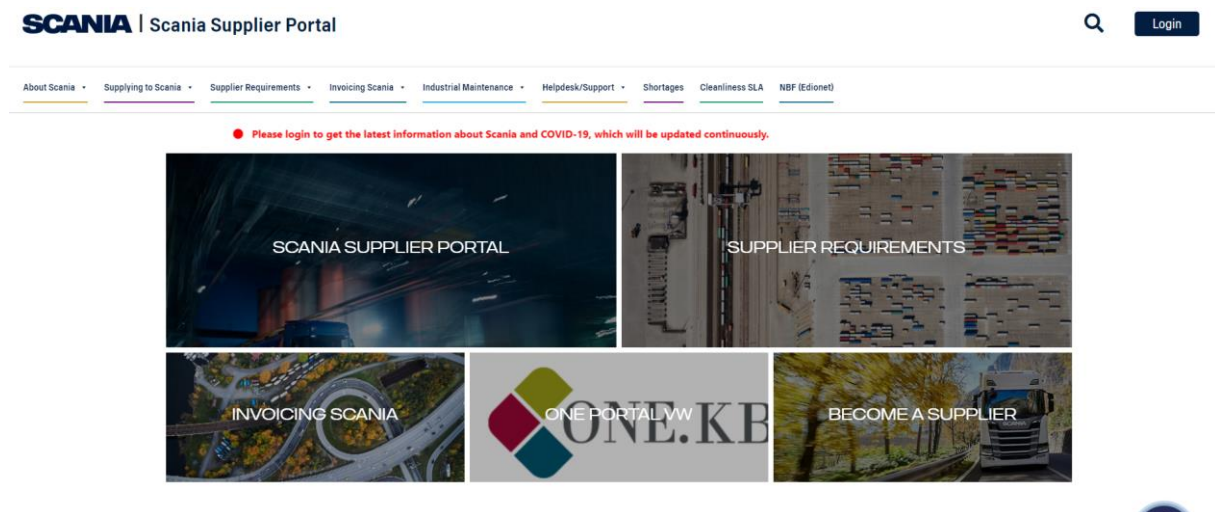 SCANIA | Scania Supplier Portal
Login
About Scania
Supplying to Scania
Supplier Requirements
Invoicing Scania
Industrial Maintenance
Helpdesk/Support
Shortages
Cleanliness SLA
NBF (Edionet)
Please login to get the latest information about Scania and COVID-19, which will be updated continuously.
SCANIA SUPPLIER PORTAL
SUPPLIER REQUIREMENTS
INVOICING SCANIA
ONE PORTAL VW
ONE.KB
BECOME A SUPPLIER
SCANIA